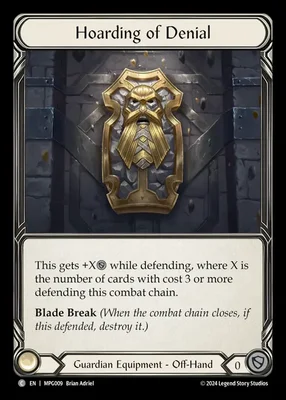 Hoarding of Denial
This gets +X while defending, where X is
the number of cards with cost 3 or more
defending this combat chain.
Blade Break (When the combat chain closes, if
this defended, destroy it.)
Guardian Equipment - Off-Hand
0
C EN | MPG009 Brian Adriel
©2024 Legend Story Studios